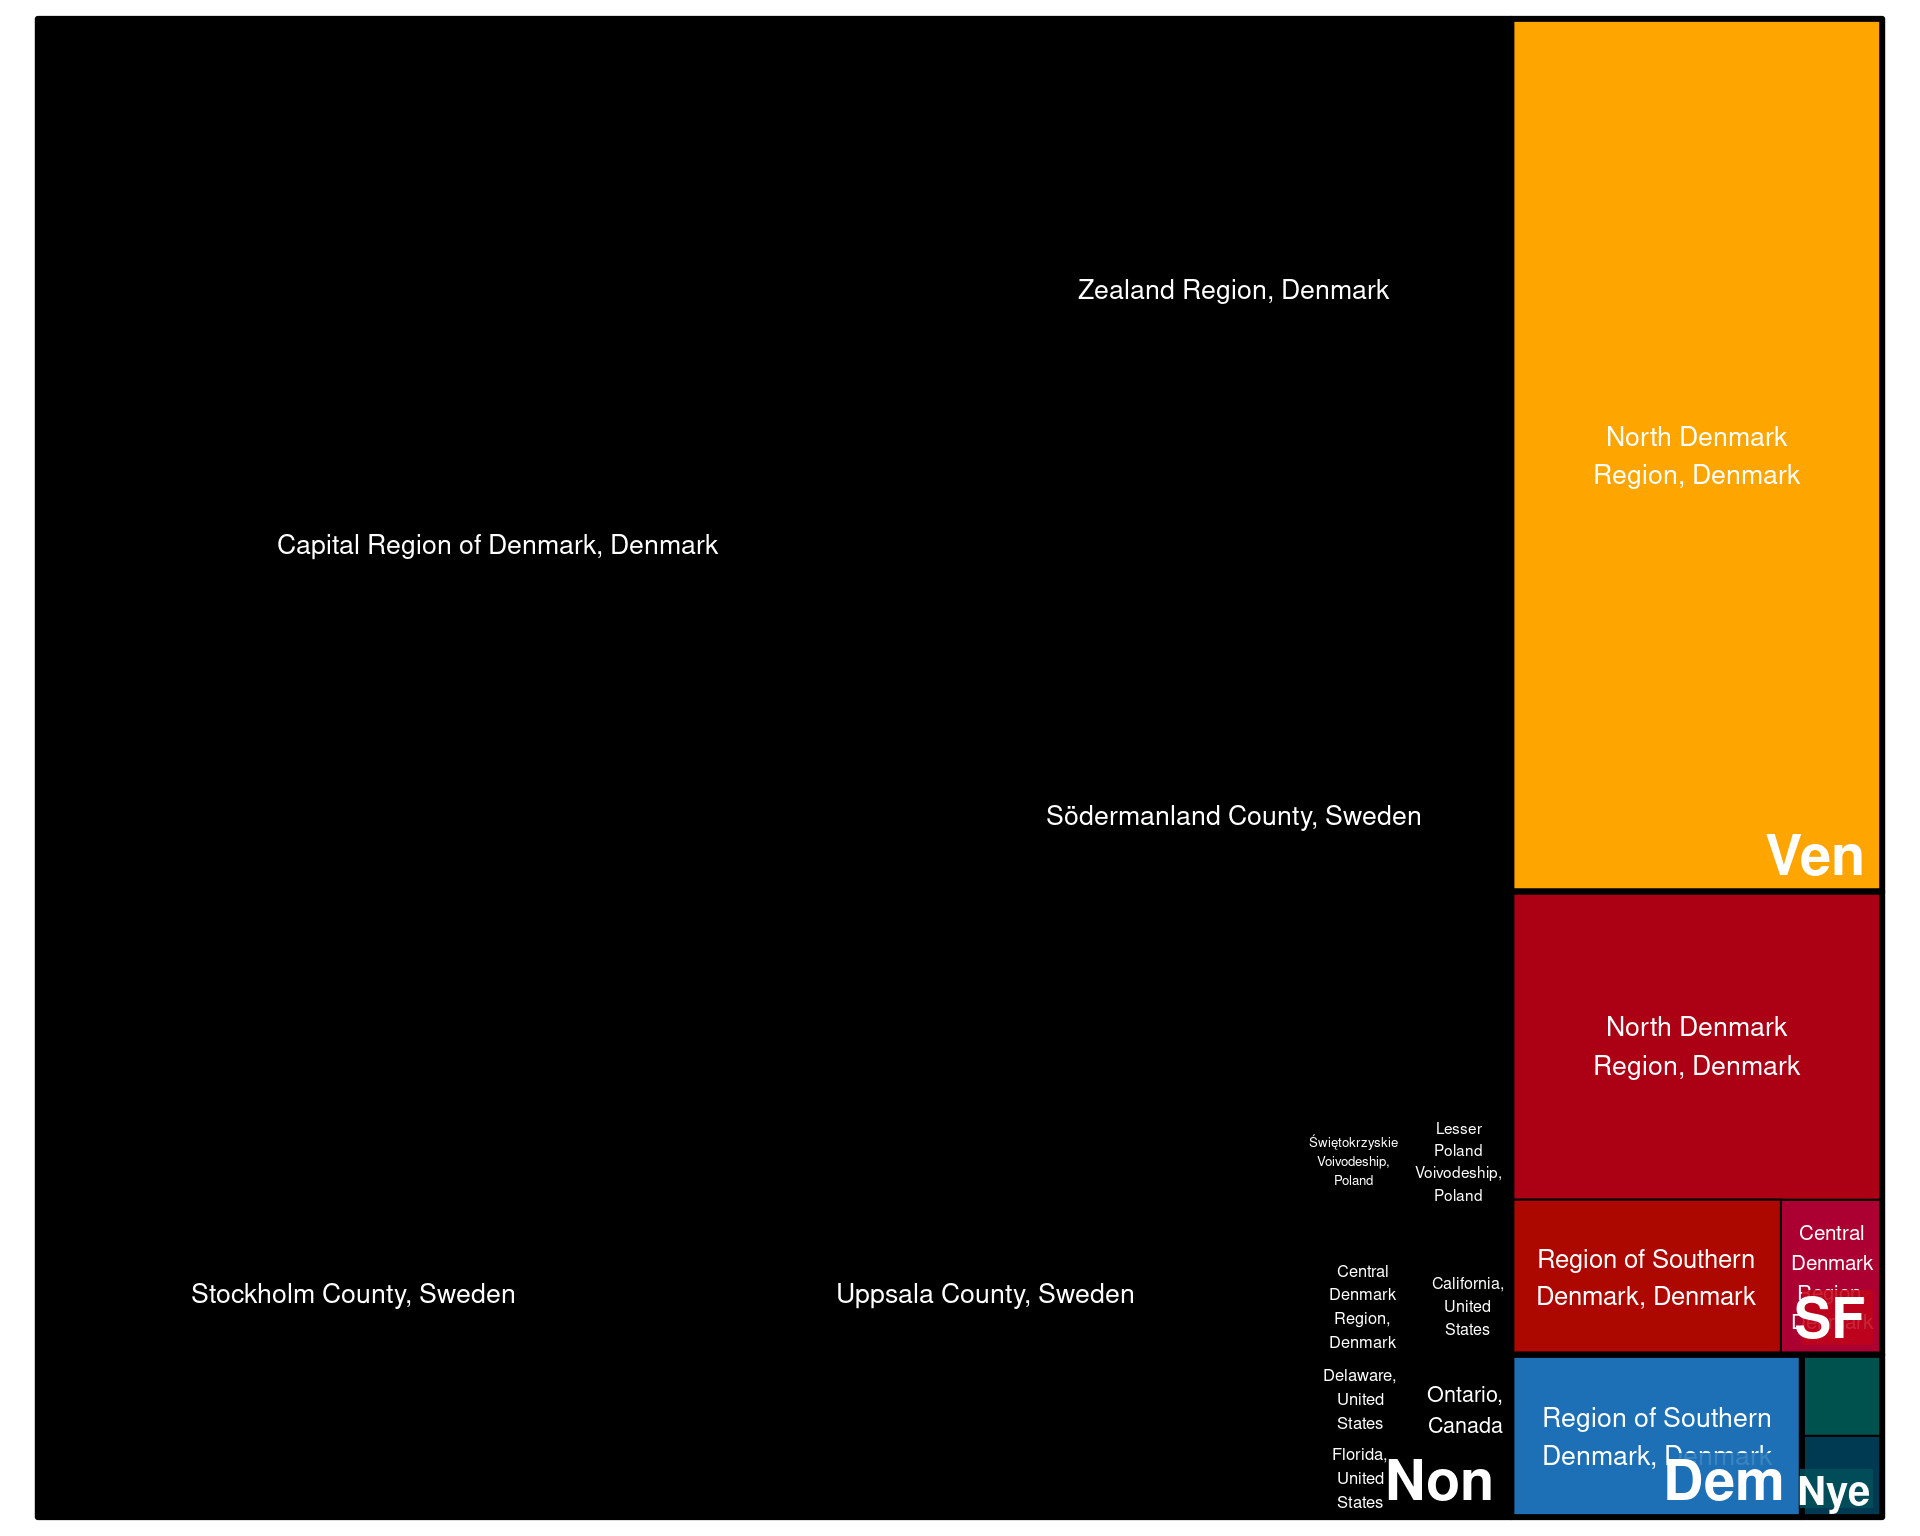 Zealand Region, Denmark
Capital Region of Denmark, Denmark
Södermanland County, Sweden
Stockholm County, Sweden
Uppsala County, Sweden
Świętokrzyskie
Voivodeship,
Poland
Lesser
Poland
Voivodeship,
Poland
Central
Denmark
Region,
Denmark
California,
United
States
Delaware,
United
States
Ontario,
Canada
Florida,
United
States
Non
North Denmark
Region, Denmark
Ven
North Denmark
Region, Denmark
Region of Southern
Denmark, Denmark
Central
Denmark
Region,
Denmark
SF
Region of Southern
Denmark, Denmark
Dem
Nye